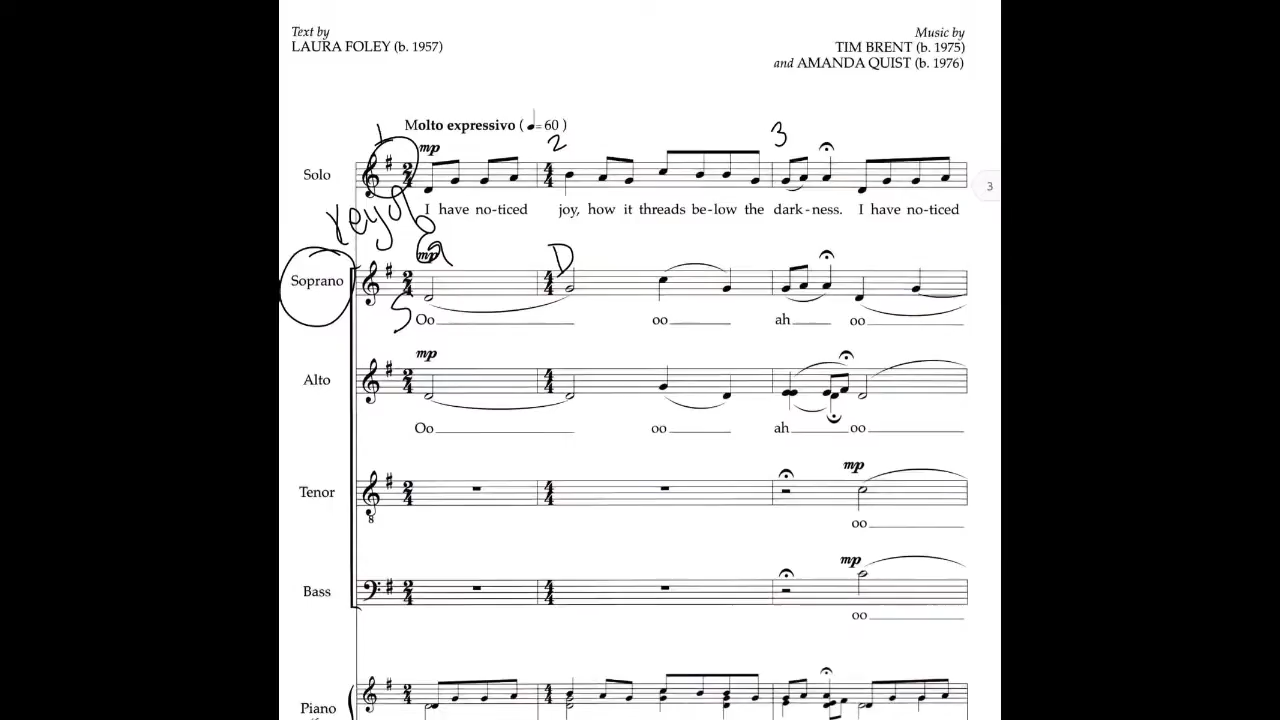 Text by
LAURA FOLEY (b. 1957)
Music by
TIM BRENT (b. 1975)
and AMANDA QUIST (b. 1976)
Molto expressivo (♩=60 )
1 2 3
mp
Solo
3
I have no-ticed joy, how it threads be-low the dark-ness. I have no-ticed
key of G
mp D
Soprano
S
Oo oo ah oo
mp
Alto
Oo oo ah oo
mp
Tenor
8
oo
mp
Bass
oo
Piano